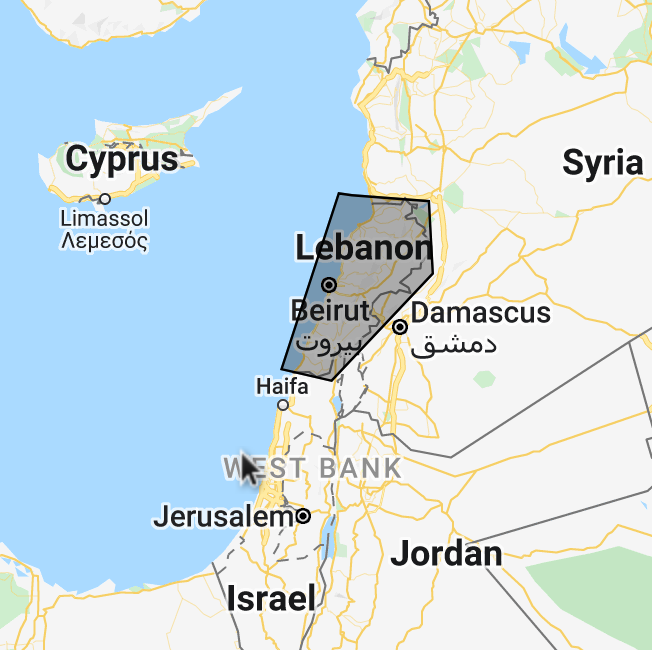 Cyprus
Syria
Limassol
Λεμεσός
Lebanon
Beirut
بيروت
Damascus
دمشق
Haifa
WEST BANK
Jerusalem
Jordan
Israel